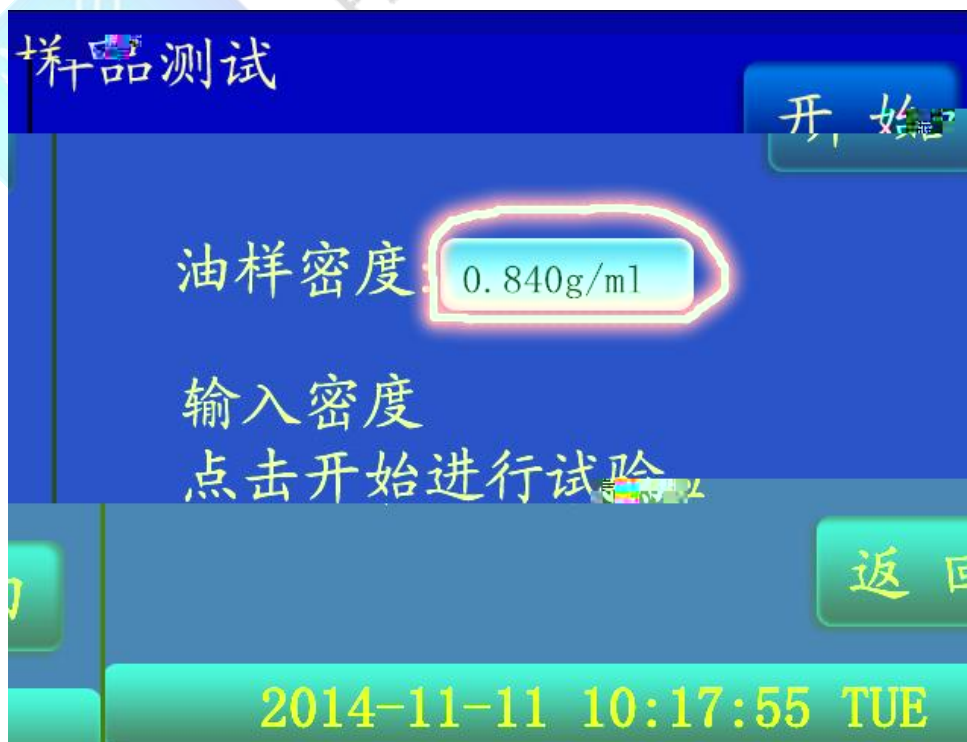 样品测试
开 始
油样密度: 0.840g/ml
输入密度
点击开始进行试验
返
2014-11-11 10:17:55 TUE